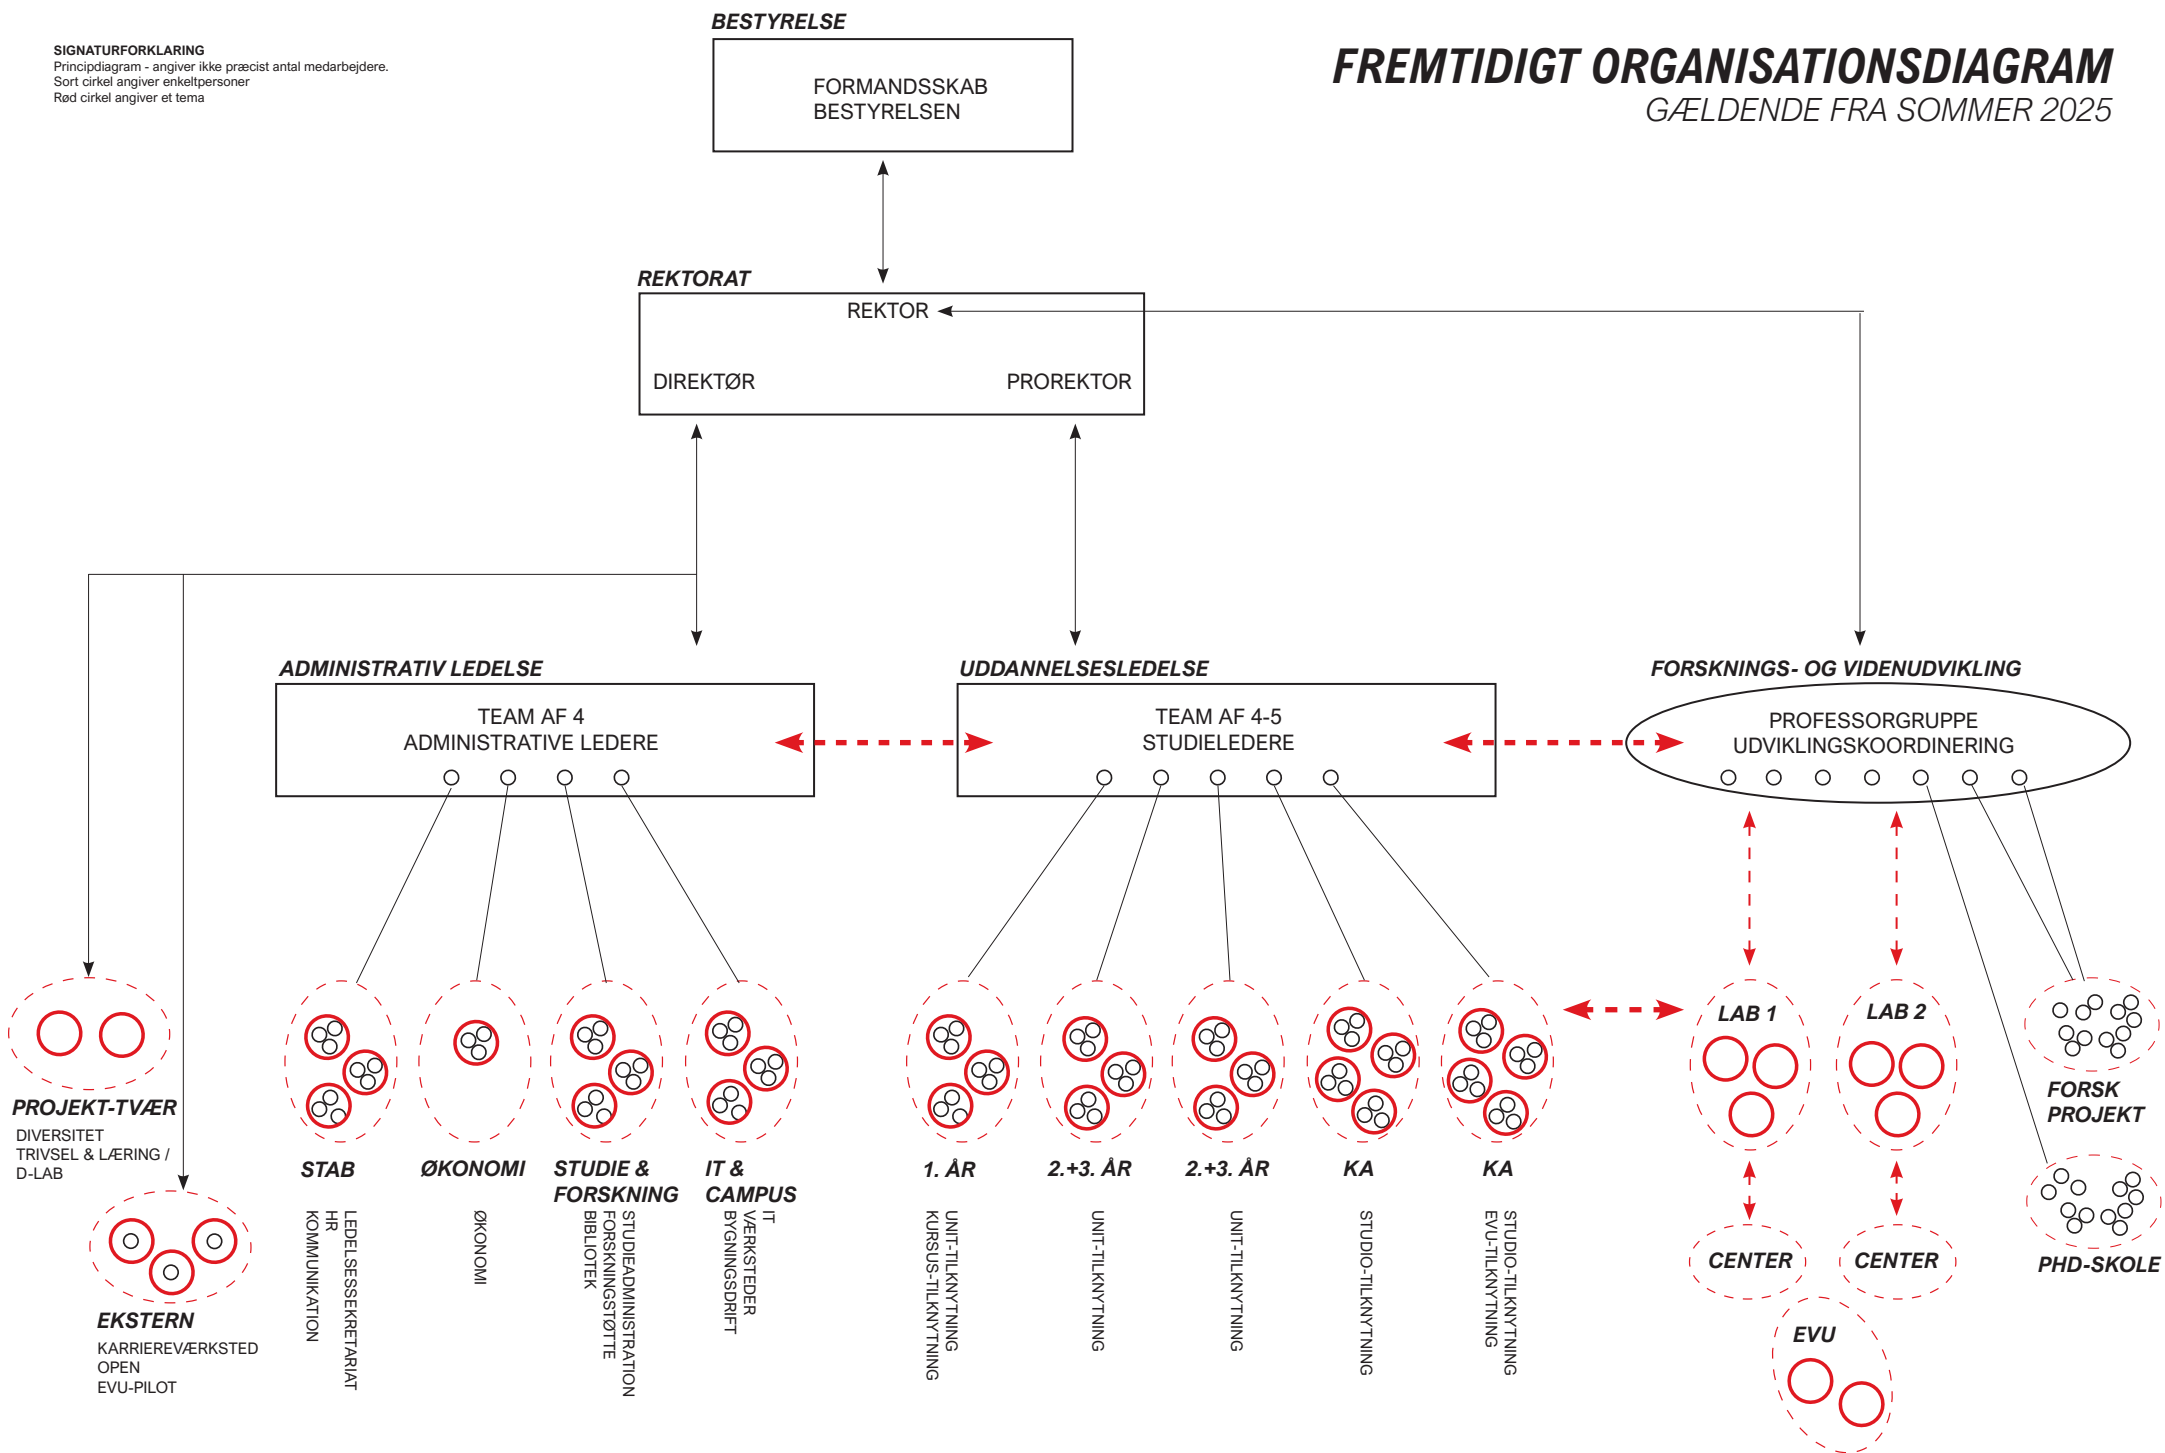 SIGNATURFORKLARING
Principdiagram - angiver ikke præcist antal medarbejdere.
Sort cirkel angiver enkeltpersoner
Rød cirkel angiver et tema
FREMTIDIGT ORGANISATIONSDIAGRAM
GÆLDENDE FRA SOMMER 2025
BESTYRELSE
FORMANDSSKAB
BESTYRELSEN
REKTORAT
REKTOR
DIREKTØR
PROREKTOR
ADMINISTRATIV LEDELSE
TEAM AF 4
ADMINISTRATIVE LEDERE
UDDANNELSESLEDELSE
TEAM AF 4-5
STUDIELEDERE
FORSKNINGS- OG VIDENUDVIKLING
PROFESSORGRUPPE
UDVIKLINGSKOORDINERING
PROJEKT-TVÆR
DIVERSITET
TRIVSEL & LÆRING /
D-LAB
EKSTERN
KARRIEREVÆRKSTED
OPEN
EVU-PILOT
STAB
LEDELSESSEKRETARIAT
HR
KOMMUNIKATION
ØKONOMI
ØKONOMI
STUDIE &
FORSKNING
STUDIEADMINISTRATION
FORSKNINGSTØTTE
BIBLIOTEK
IT &
CAMPUS
IT
VÆRKSTEDER
BYGNINGSDRIFT
1. ÅR
UNIT-TILKNYTNING
KURSUS-TILKNYTNING
2.+3. ÅR
UNIT-TILKNYTNING
2.+3. ÅR
UNIT-TILKNYTNING
KA
STUDIO-TILKNYTNING
KA
STUDIO-TILKNYTNING
EVU-TILKNYTNING
LAB 1
LAB 2
CENTER
CENTER
EVU
FORSK
PROJEKT
PHD-SKOLE